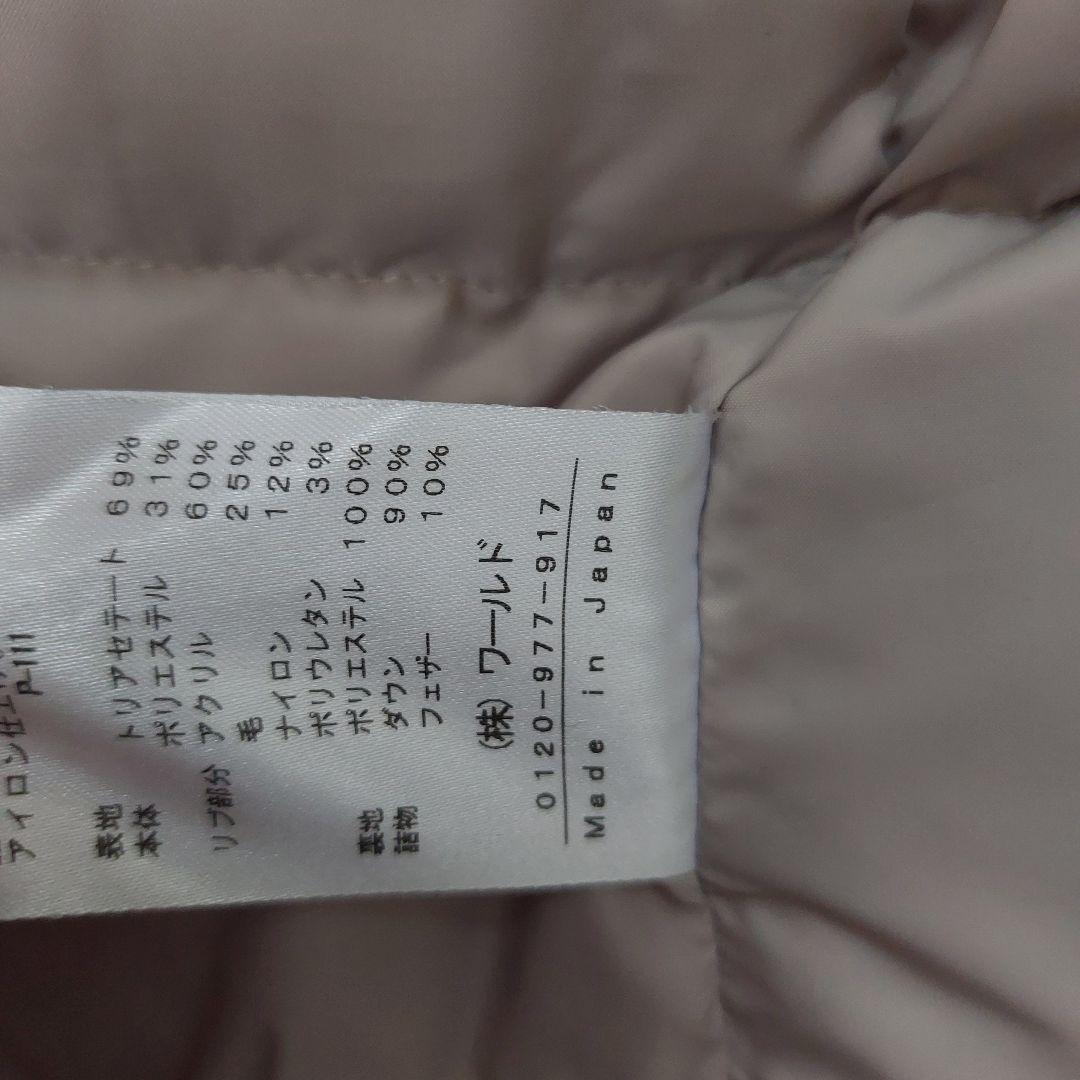 アイロン仕上
P-111
表地 トリアセテート 69%
本体 ポリエステル 31%
リブ部分 アクリル 60%
毛 25%
ナイロン 12%
ポリウレタン 3%
裏地 ポリエステル 100%
詰物 ダウン 90%
フェザー 10%
(株)ワールド
0120-977-917
Made in Japan